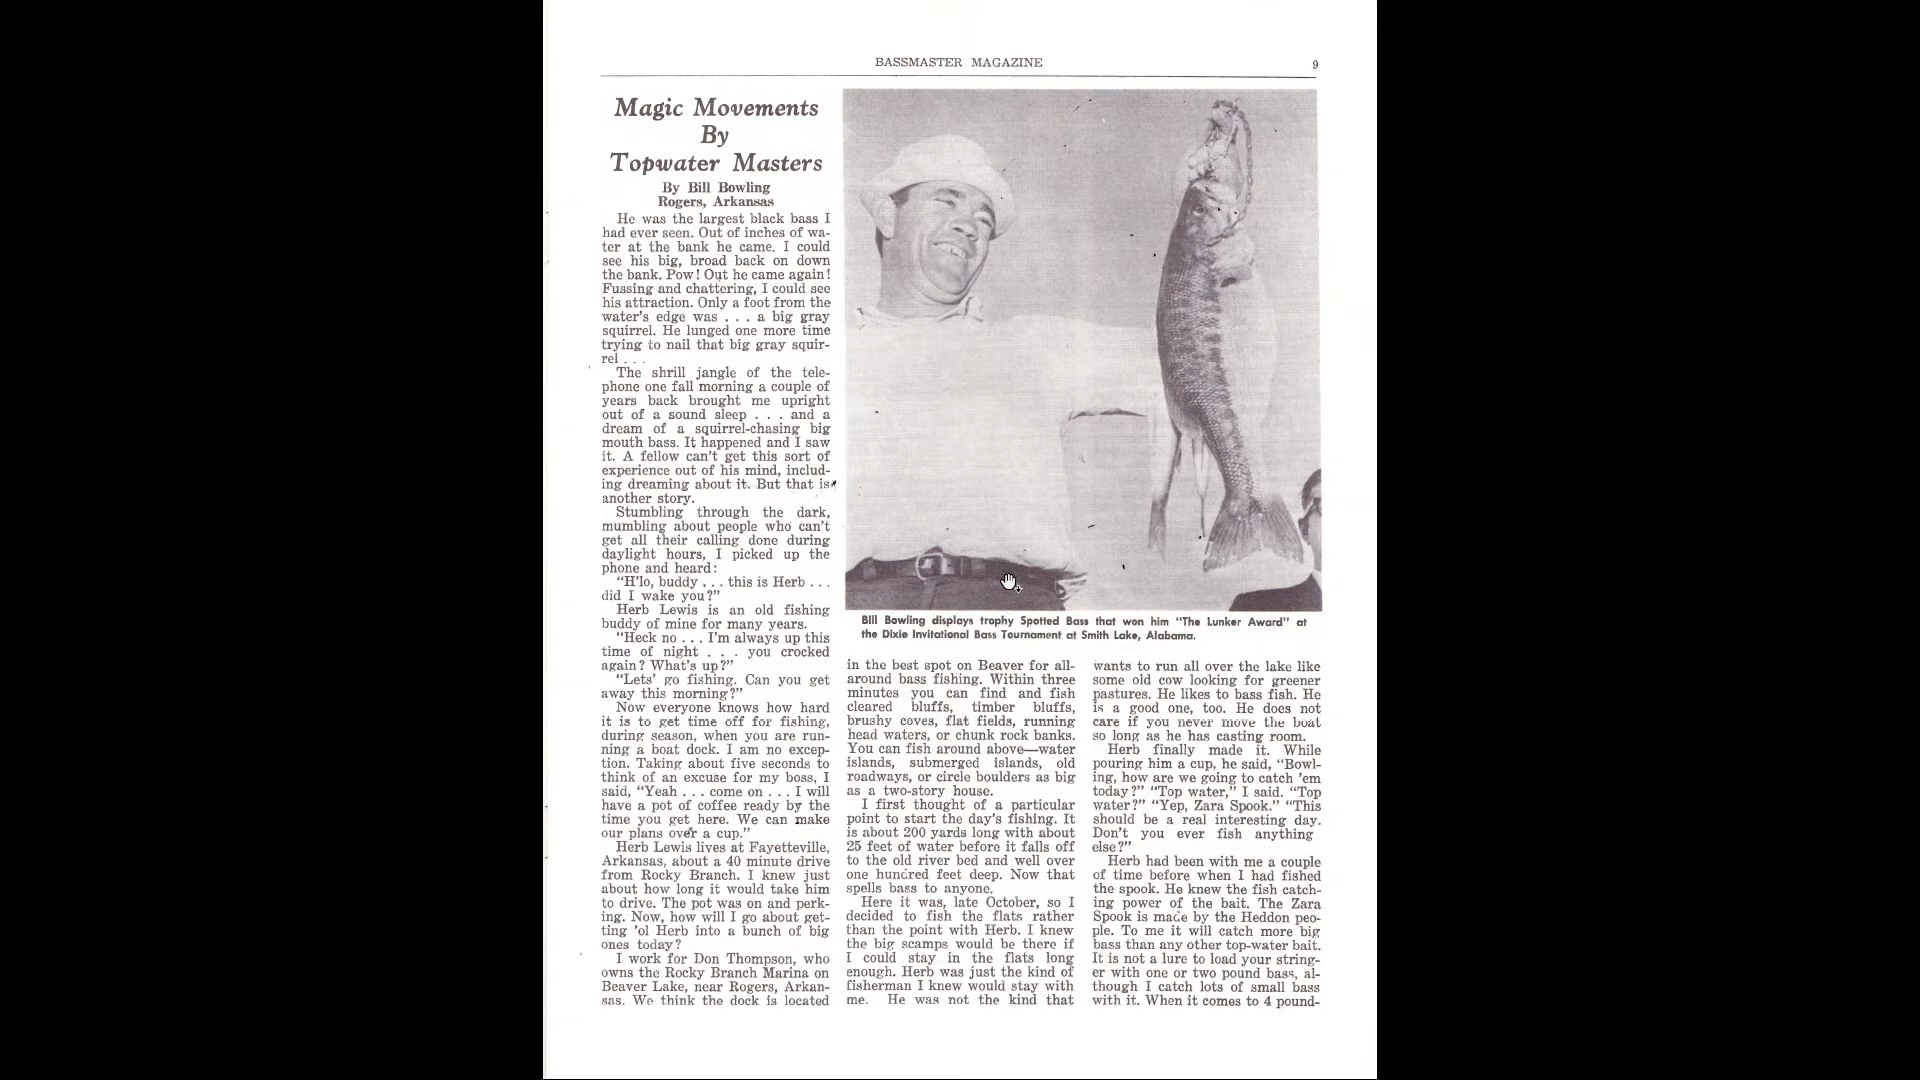 BASSMASTER MAGAZINE
9
Magic Movements
By
Topwater Masters
By Bill Bowling
Rogers, Arkansas
He was the largest black bass I
had ever seen. Out of inches of wa-
ter at the bank he came. I could
see his big, broad back on down
the bank. Pow! Out he came again!
Fussing and chattering, I could see
his attraction. Only a foot from the
water's edge was . . . a big gray
squirrel. He lunged one more time
trying to nail that big gray squir-
rel . . .
The shrill jangle of the tele-
phone one fall morning a couple of
years back brought me upright
out of a sound sleep . . . and a
dream of a squirrel-chasing big
mouth bass. It happened and I saw
it. A fellow can't get this sort of
experience out of his mind, includ-
ing dreaming about it. But that is
another story.
Stumbling through the dark,
mumbling about people who can't
get all their calling done during
daylight hours, I picked up the
phone and heard:
"H'lo, buddy . . . this is Herb . . .
did I wake you?"
Herb Lewis is an old fishing
buddy of mine for many years.
"Heck no . . . I'm always up this
time of night . . . you crocked
again? What's up?"
"Lets' go fishing. Can you get
away this morning?"
Now everyone knows how hard
it is to get time off for fishing,
during season, when you are run-
ning a boat dock. I am no excep-
tion. Taking about five seconds to
think of an excuse for my boss, I
said, "Yeah . . . come on . . . I will
have a pot of coffee ready by the
time you get here. We can make
our plans over a cup."
Herb Lewis lives at Fayetteville,
Arkansas, about a 40 minute drive
from Rocky Branch. I knew just
about how long it would take him
to drive. The pot was on and perk-
ing. Now, how will I go about get-
ting 'ol Herb into a bunch of big
ones today?
I work for Don Thompson, who
owns the Rocky Branch Marina on
Beaver Lake, near Rogers, Arkan-
sas. We think the dock is located
Bill Bowling displays trophy Spotted Bass that won him "The Lunker Award" at
the Dixie Invitational Bass Tournament at Smith Lake, Alabama.
in the best spot on Beaver for all-
around bass fishing. Within three
minutes you can find and fish
cleared bluffs, timber bluffs,
brushy coves, flat fields, running
head waters, or chunk rock banks.
You can fish around above—water
islands, submerged islands, old
roadways, or circle boulders as big
as a two-story house.
I first thought of a particular
point to start the day's fishing. It
is about 200 yards long with about
25 feet of water before it falls off
to the old river bed and well over
one hundred feet deep. Now that
spells bass to anyone.
Here it was, late October, so I
decided to fish the flats rather
than the point with Herb. I knew
the big scamps would be there if
I could stay in the flats long
enough. Herb was just the kind of
fisherman I knew would stay with
me. He was not the kind that
wants to run all over the lake like
some old cow looking for greener
pastures. He likes to bass fish. He
is a good one, too. He does not
care if you never move the boat
so long as he has casting room.
Herb finally made it. While
pouring him a cup, he said, "Bowl-
ing, how are we going to catch 'em
today?" "Top water," I said. "Top
water?" "Yep, Zara Spook." "This
should be a real interesting day.
Don't you ever fish anything
else?"
Herb had been with me a couple
of time before when I had fished
the spook. He knew the fish catch-
ing power of the bait. The Zara
Spook is made by the Heddon peo-
ple. To me it will catch more big
bass than any other top-water bait.
It is not a lure to load your string-
er with one or two pound bass, al-
though I catch lots of small bass
with it. When it comes to 4 pound-